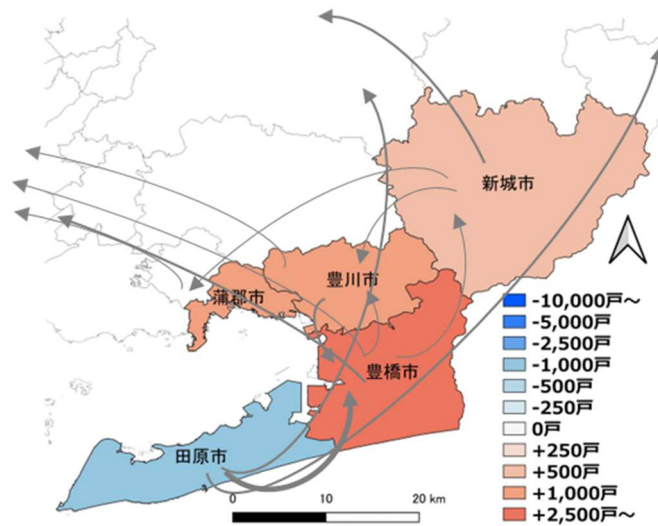 新城市
豊川市
蒲郡市
豊橋市
田原市
-10,000戸～
-5,000戸
-2,500戸
-1,000戸
-500戸
-250戸
0戸
+250戸
+500戸
+1,000戸
+2,500戸～
0 10 20 km